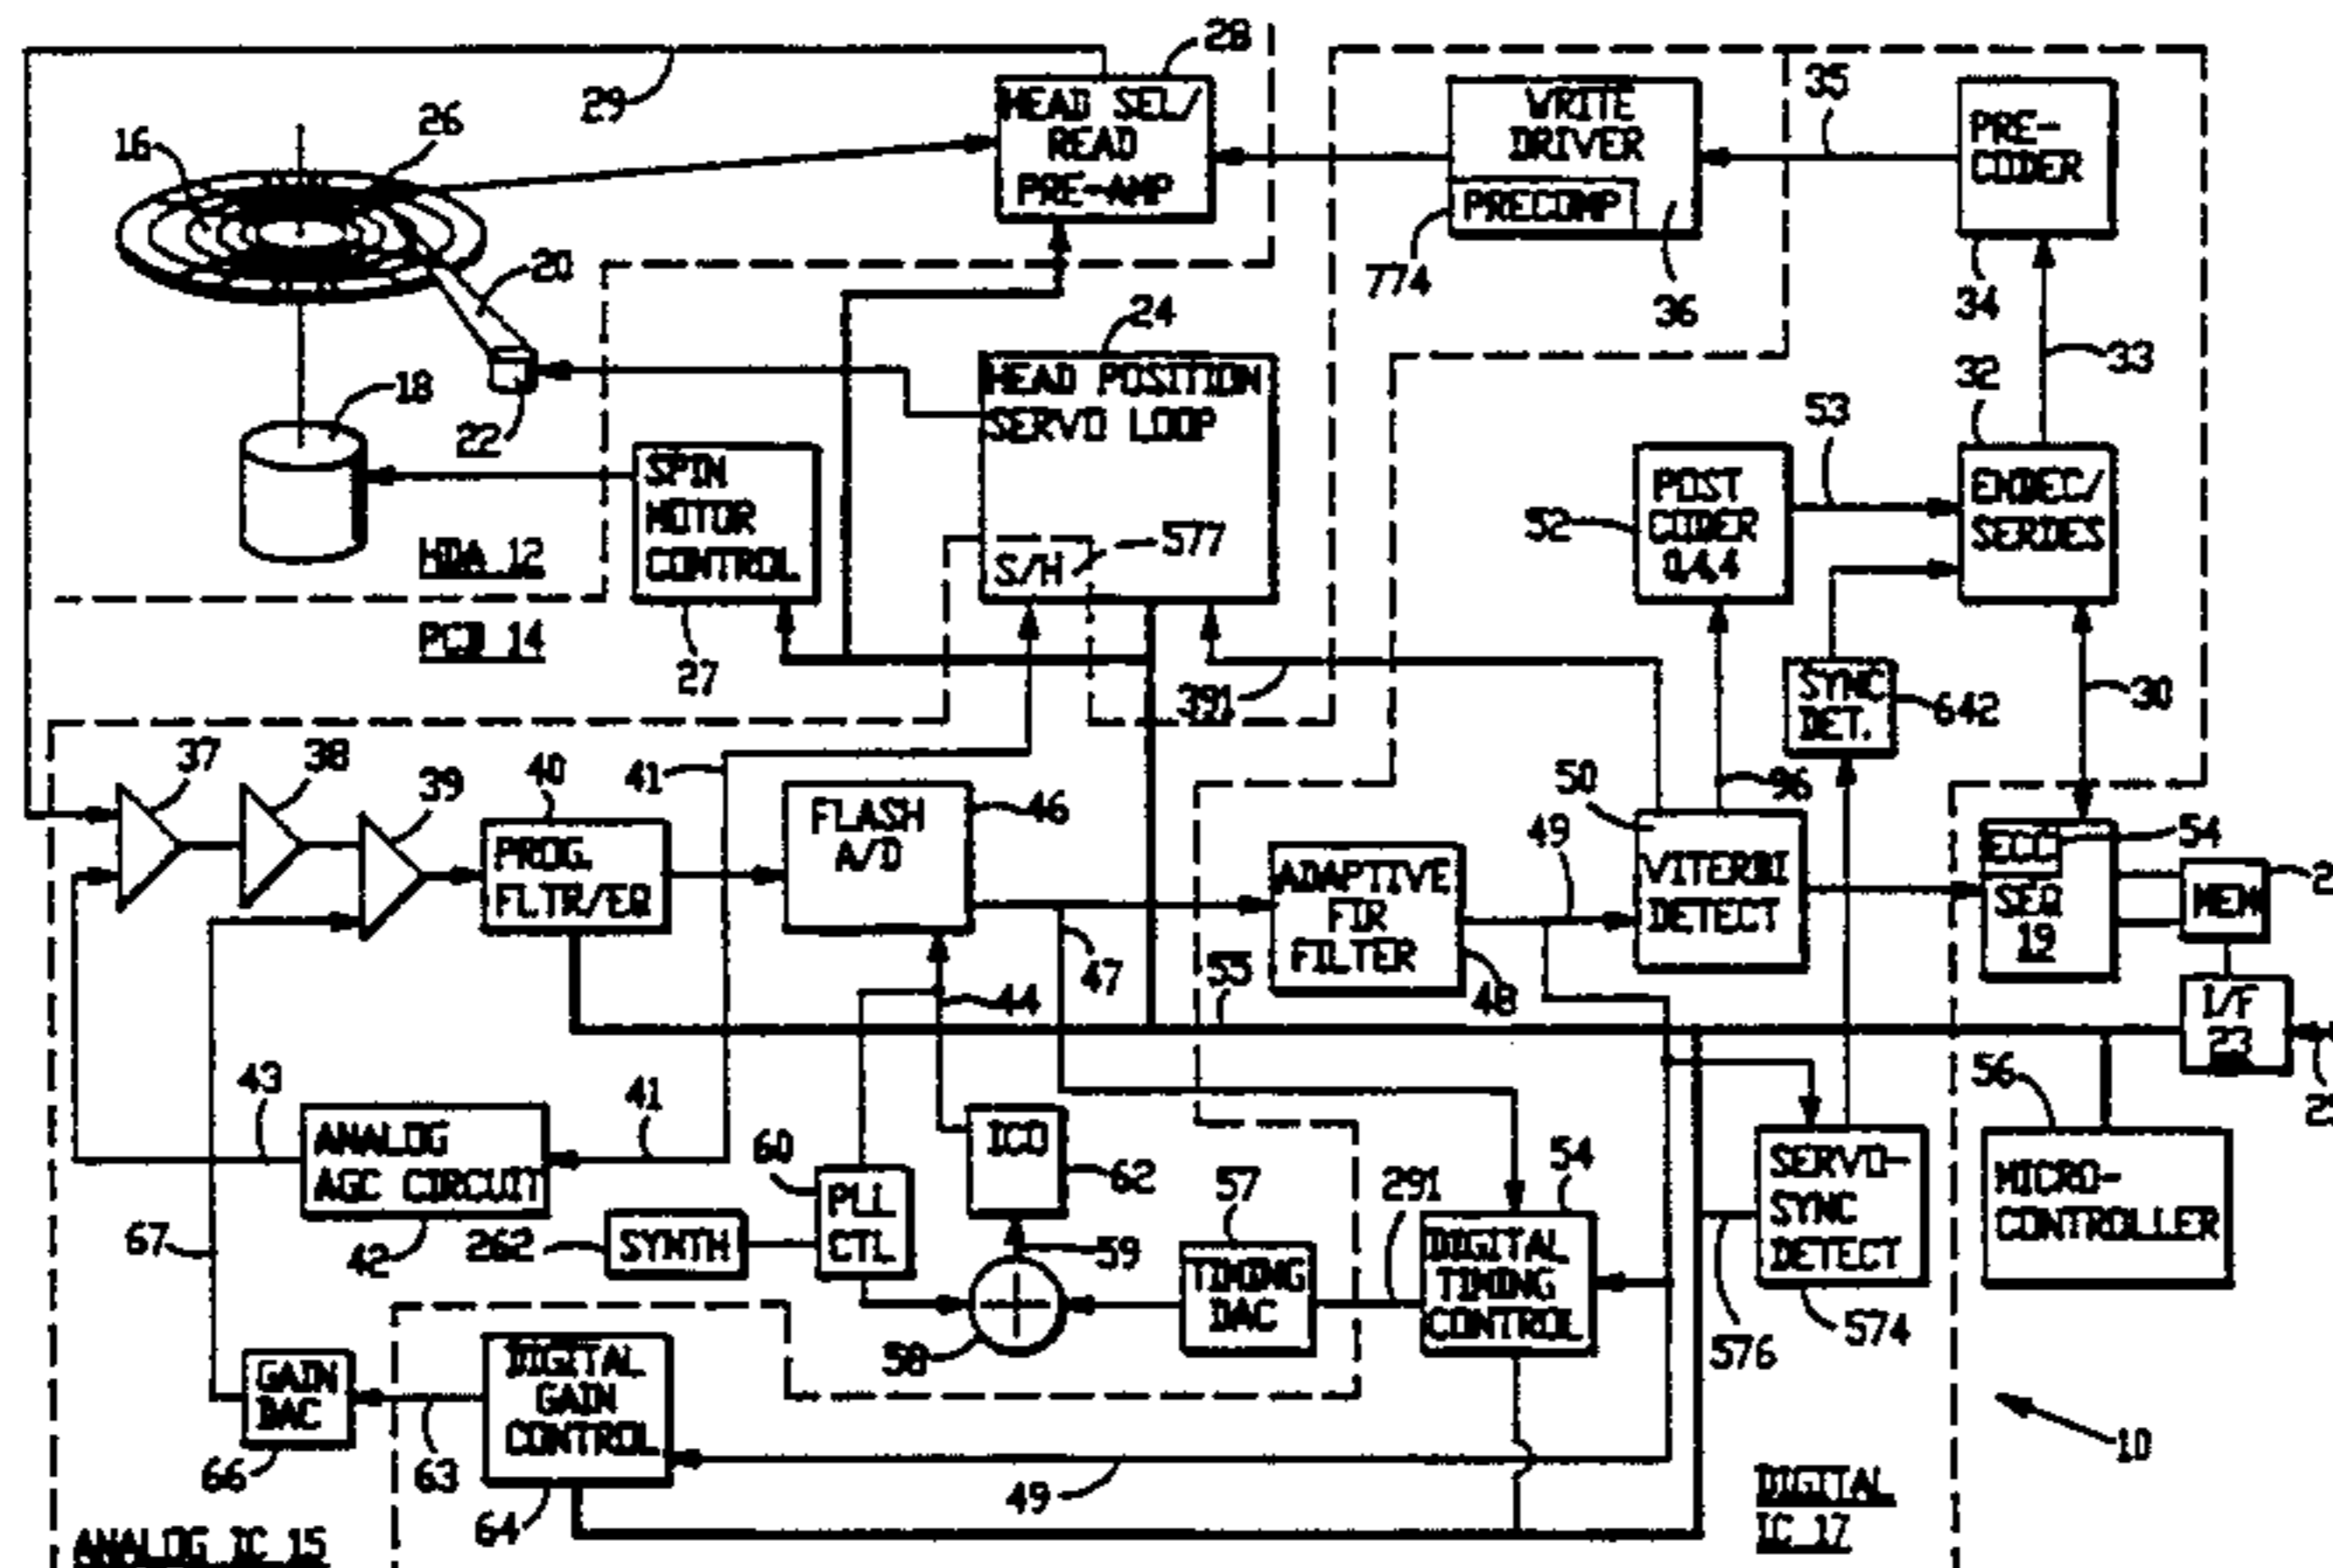 28
29
26
16
HEAD SEL/
READ
PRE-AMP
WRITE
DRIVER
PRECOMP
774
36
35
PRE-
CODER
34
20
24
18
22
HEAD POSITION
SERVO LOOP
S/H
577
SPIN
MOTOR
CONTROL
27
HDA 12
PCB 14
33
32
53
52
POST
CODER
0,4,4
ENDEC/
SERDES
391
SYNC
DET.
642
30
37
38
39
40
41
PROG.
FLTR/EQ
FLASH
A/D
46
50
96
49
VITERBI
DETECT
ADAPTIVE
FIR
FILTER
48
ECC
54
SEQ
19
MEM
I/F
23
47
44
55
43
ANALOG
AGC CIRCUIT
42
41
67
262
SYNTH
60
PLL
CTL
ICO
62
59
58
57
TIMING
DAC
291
54
DIGITAL
TIMING
CONTROL
SERVO-
SYNC
DETECT
574
576
56
MICRO-
CONTROLLER
10
GAIN
DAC
66
63
DIGITAL
GAIN
CONTROL
64
49
ANALOG IC 15
DIGITAL
IC 17